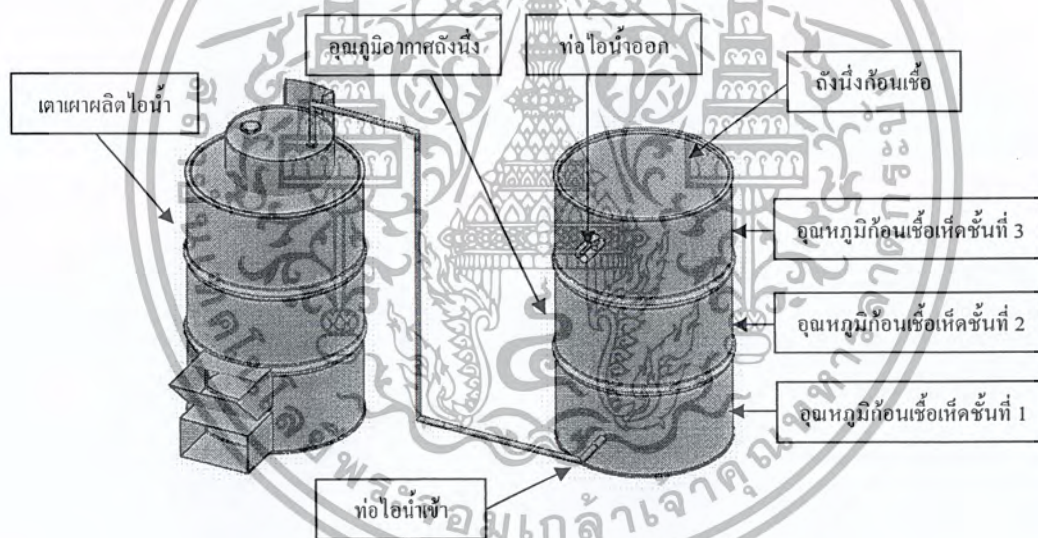 อุณภูมิอากาศถังนึ่ง
ท่อไอน้ำออก
ถังนึ่งก้อนเชื้อ
เตาเผาผลิตไอน้ำ
อุณหภูมิก้อนเชื้อเห็ดชั้นที่ 3
อุณหภูมิก้อนเชื้อเห็ดชั้นที่ 2
อุณหภูมิก้อนเชื้อเห็ดชั้นที่ 1
ท่อไอน้ำเข้า